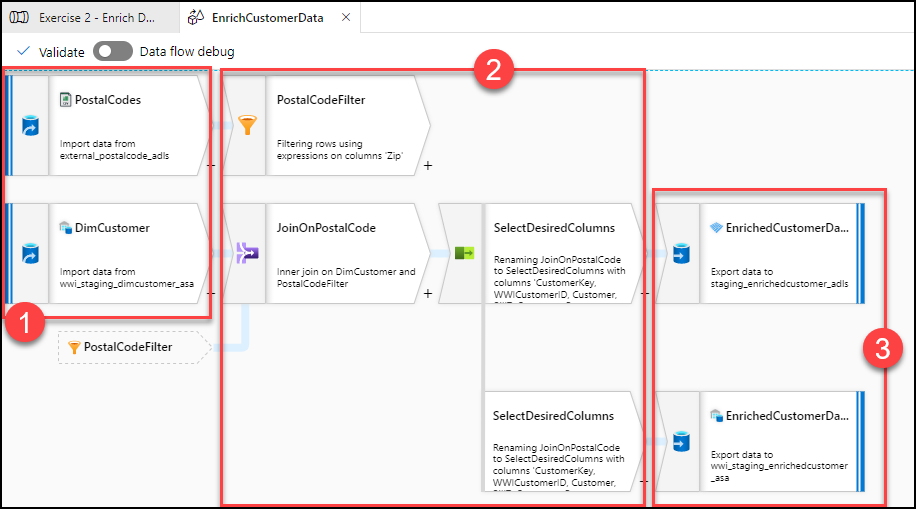 Exercise 2 - Enrich D...
EnrichCustomerData
Validate
Data flow debug
1
PostalCodes
Import data from
external_postalcode_adls
+
DimCustomer
Import data from
wwi_staging_dimcustomer_asa
PostalCodeFilter
2
PostalCodeFilter
Filtering rows using
expressions on columns 'Zip'
+
JoinOnPostalCode
Inner join on DimCustomer and
PostalCodeFilter
+
SelectDesiredColumns
Renaming JoinOnPostalCode
to SelectDesiredColumns with
columns 'CustomerKey,
WWICustomerID, Customer,
SelectDesiredColumns
Renaming JoinOnPostalCode
to SelectDesiredColumns with
columns 'CustomerKey,
WWICustomerID, Customer,
3
EnrichedCustomerDa...
Export data to
staging_enrichedcustomer_adls
EnrichedCustomerDa...
Export data to
wwi_staging_enrichedcustomer
_asa